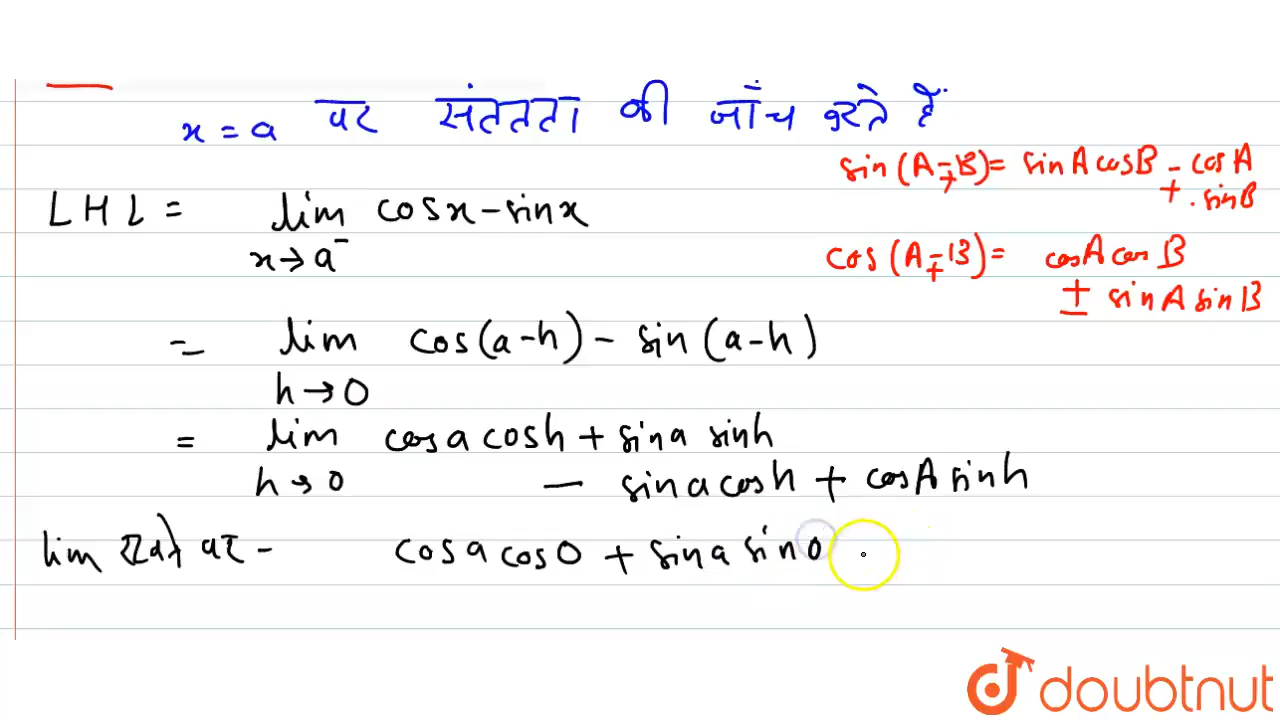 x = a पर संततता की जाँच करते हैं
sin (A ∓ B) = sin A cos B − cos A
+ . sin B
LHL = lim cos x − sin x
x → a⁻
cos (A ∓ B) = cos A cos B
± sin A sin B
= lim cos (a − h) − sin (a − h)
h → 0
= lim cos a cos h + sin a sin h
h → 0 − sin a cos h + cos A sin h
lim लेने पर − cos a cos 0 + sin a sin 0
doubtnut